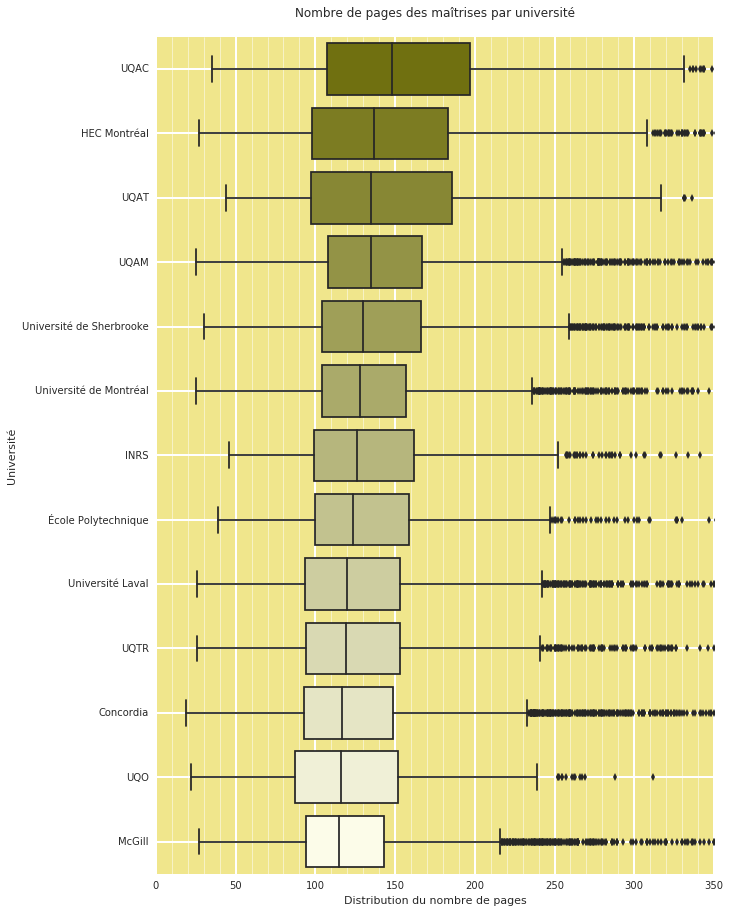 Nombre de pages des maîtrises par université
UQAC
HEC Montréal
UQAT
UQAM
Université de Sherbrooke
Université de Montréal
INRS
École Polytechnique
Université Laval
UQTR
Concordia
UQO
McGill
Université
0 50 100 150 200 250 300 350
Distribution du nombre de pages